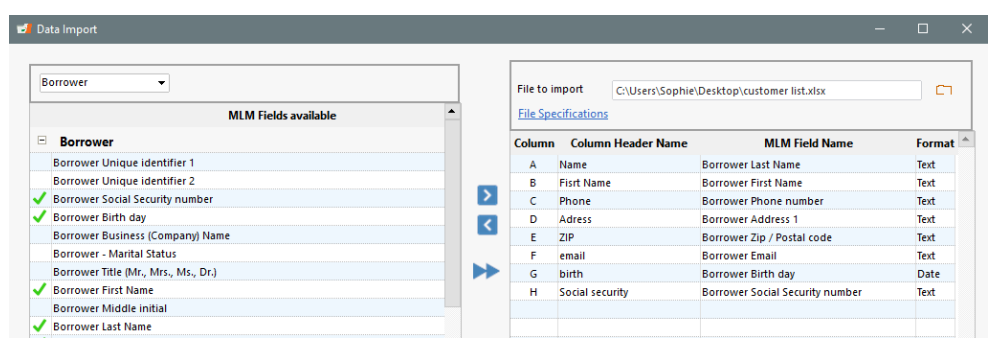 Data Import
Borrower
MLM Fields available
Borrower
Borrower Unique identifier 1
Borrower Unique identifier 2
Borrower Social Security number
Borrower Birth day
Borrower Business (Company) Name
Borrower - Marital Status
Borrower Title (Mr., Mrs., Ms., Dr.)
Borrower First Name
Borrower Middle initial
Borrower Last Name
File to import C:\Users\Sophie\Desktop\customer list.xlsx
File Specifications
Column Column Header Name MLM Field Name Format
A Name Borrower Last Name Text
B Fisrt Name Borrower First Name Text
C Phone Borrower Phone number Text
D Adress Borrower Address 1 Text
E ZIP Borrower Zip / Postal code Text
F email Borrower Email Text
G birth Borrower Birth day Date
H Social security Borrower Social Security number Text